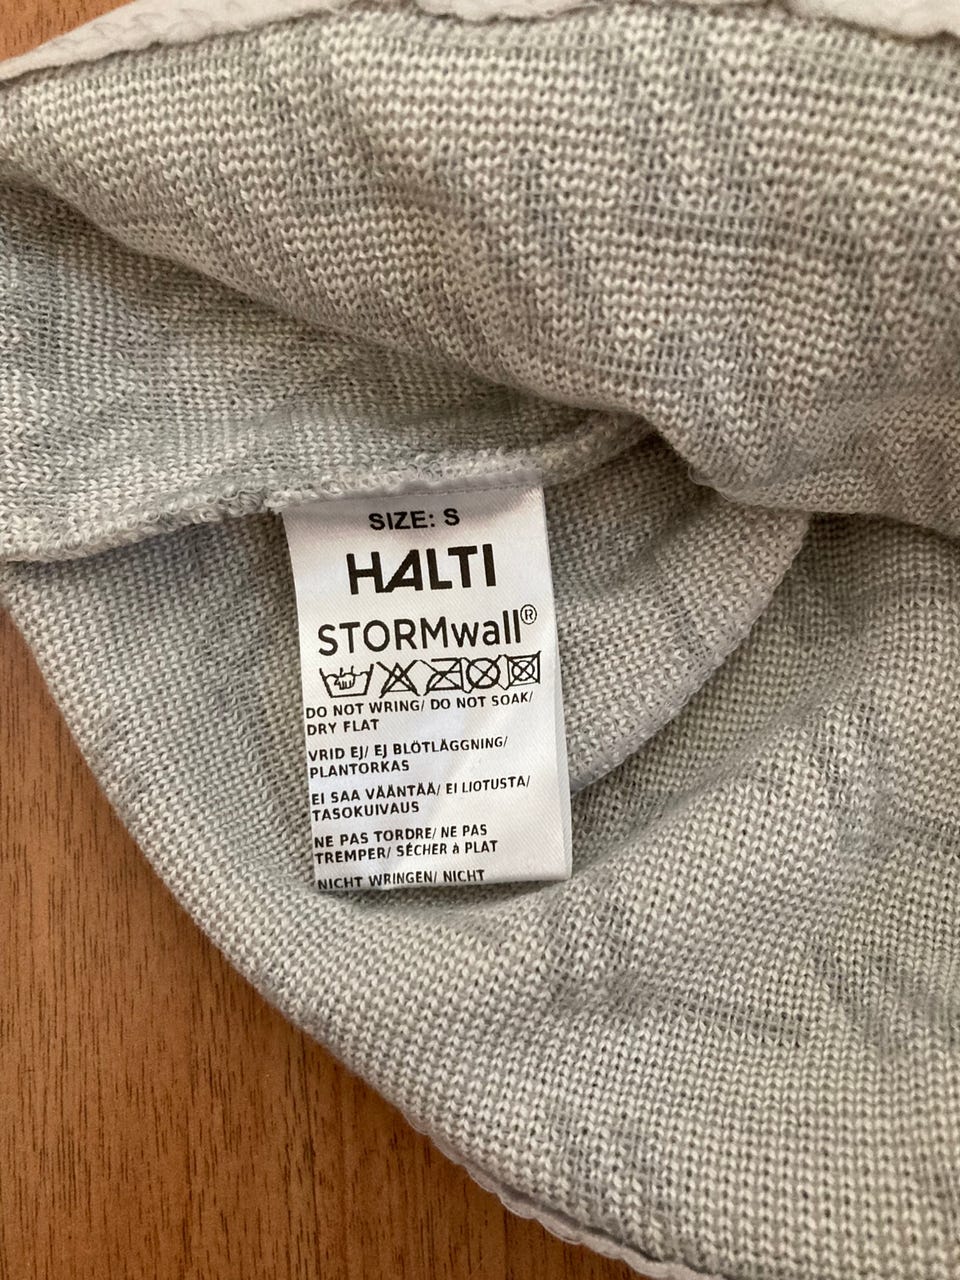 SIZE: S
HALTI
STORMwall®
DO NOT WRING/ DO NOT SOAK/
DRY FLAT
VRID EJ/ EJ BLÖTLÄGGNING/
PLANTORKAS
EI SAA VÄÄNTÄÄ/ EI LIOTUSTA/
TASOKUIVAUS
NE PAS TORDRE/ NE PAS
TREMPER/ SÉCHER à PLAT
NICHT WRINGEN/ NICHT